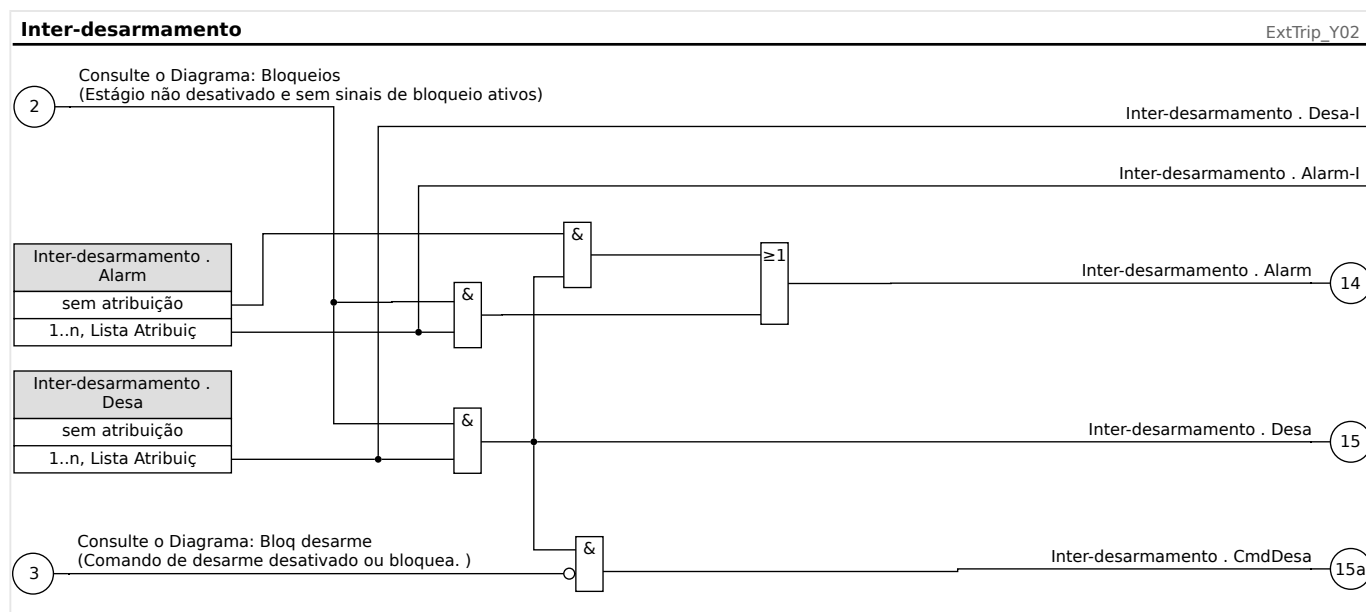 Inter-desarmamento
ExtTrip_Y02
Consulte o Diagrama: Bloqueios
(Estágio não desativado e sem sinais de bloqueio ativos)
2
Inter-desarmamento . Desa-I
Inter-desarmamento . Alarm-I
&
Inter-desarmamento .
Alarm
≥1
Inter-desarmamento . Alarm
14
sem atribuição
&
1..n, Lista Atribuiç
Inter-desarmamento .
Desa
&
sem atribuição
Inter-desarmamento . Desa
15
1..n, Lista Atribuiç
Consulte o Diagrama: Bloq desarme
(Comando de desarme desativado ou bloquea. )
3
&
Inter-desarmamento . CmdDesa
15a